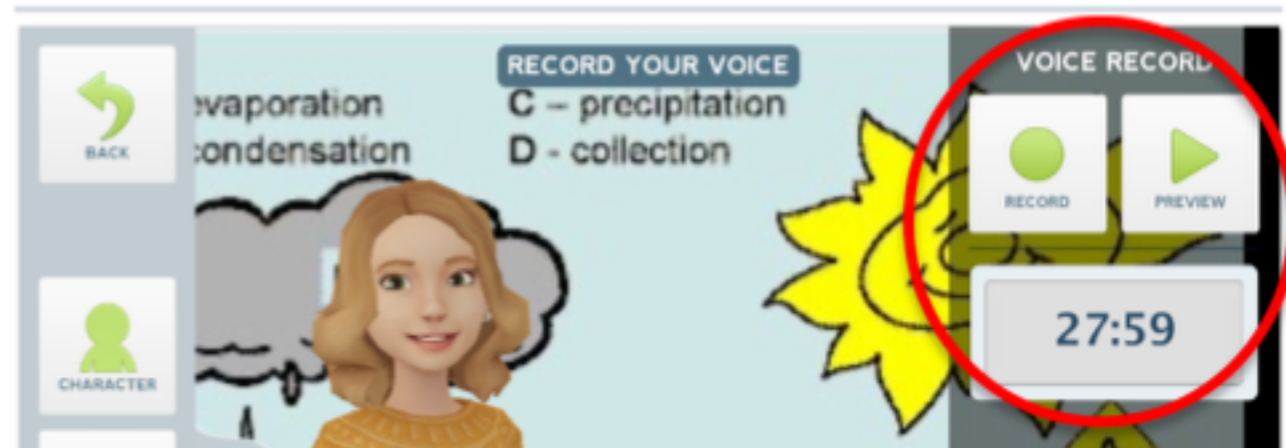 RECORD YOUR VOICE
VOICE RECORD
evaporation C – precipitation
condensation D - collection
BACK
RECORD PREVIEW
27:59
CHARACTER